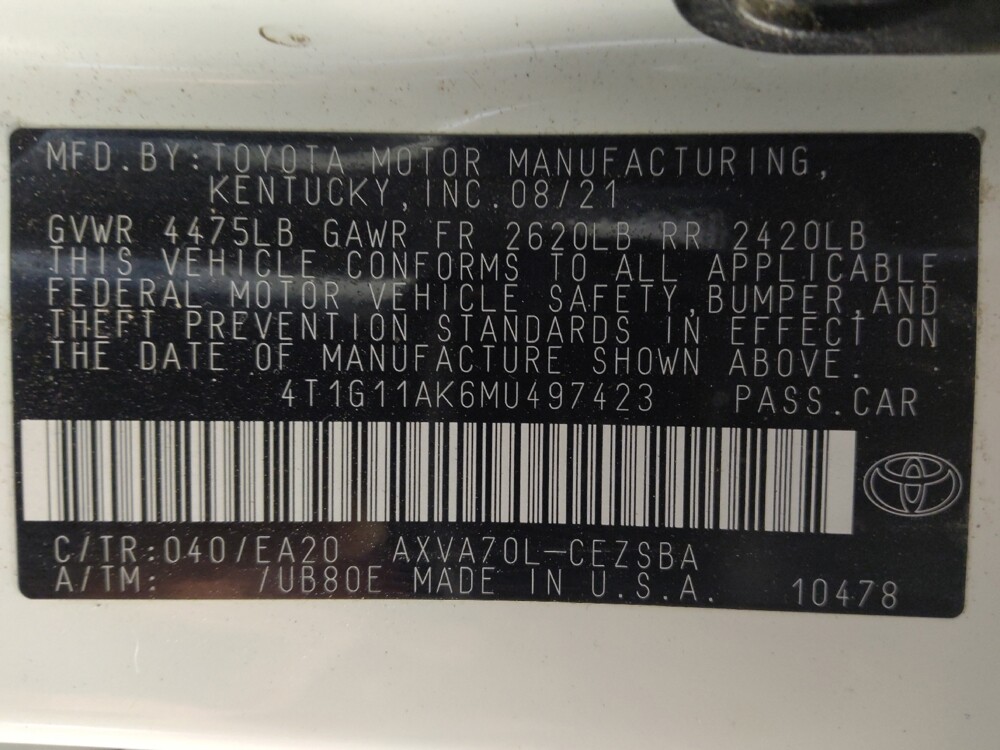 MFD.BY:TOYOTA MOTOR MANUFACTURING,
KENTUCKY,INC.08/21
GVWR 4475LB GAWR FR 2620LB RR 2420LB
THIS VEHICLE CONFORMS TO ALL APPLICABLE
FEDERAL MOTOR VEHICLE SAFETY,BUMPER,AND
THEFT PREVENTION STANDARDS IN EFFECT ON
THE DATE OF MANUFACTURE SHOWN ABOVE.
4T1G11AK6MU497423 PASS.CAR
C/TR:040/EA20 AXVA70L-CEZSBA
A/TM: /UB80E MADE IN U.S.A. 10478